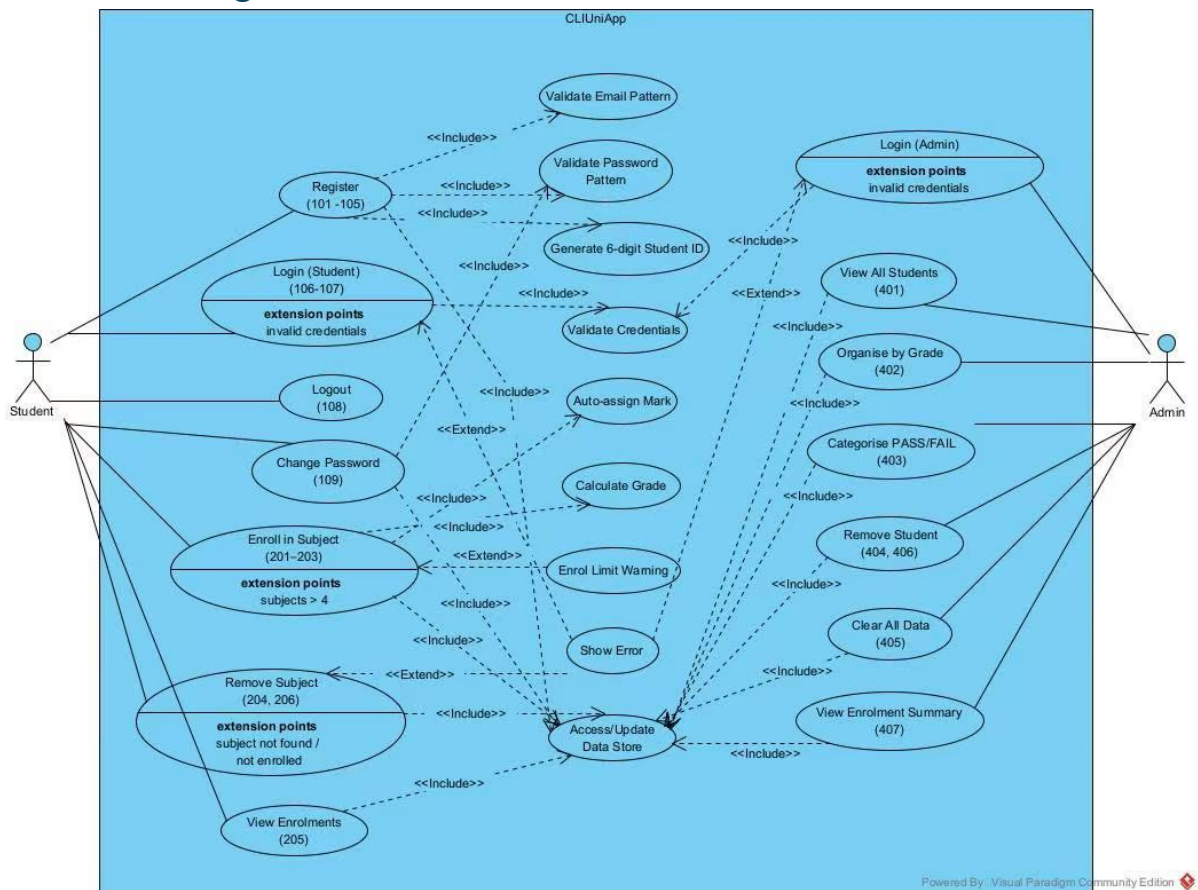 CLIUniApp
Validate Email Pattern
<<Include>>
Login (Admin)
extension points
invalid credentials
Register
(101 -105)
<<Include>>
Validate Password
Pattern
<<Include>>
Generate 6-digit Student ID
<<Include>>
Login (Student)
(106-107)
extension points
invalid credentials
<<Include>>
<<Include>>
Validate Credentials
<<Extend>>
View All Students
(401)
<<Include>>
Organise by Grade
(402)
Student
Logout
(108)
Auto-assign Mark
<<Include>>
Admin
<<Extend>>
Change Password
(109)
Categorise PASS/FAIL
(403)
<<Include>>
Calculate Grade
<<Include>>
Enroll in Subject
(201–203)
extension points
subjects > 4
<<Extend>>
Enrol Limit Warning
Remove Student
(404, 406)
<<Include>>
<<Include>>
Clear All Data
(405)
<<Include>>
Show Error
<<Extend>>
<<Include>>
Remove Subject
(204, 206)
extension points
subject not found /
not enrolled
<<Include>>
Access/Update
Data Store
View Enrolment Summary
(407)
<<Include>>
<<Include>>
View Enrolments
(205)
Powered By Visual Paradigm Community Edition